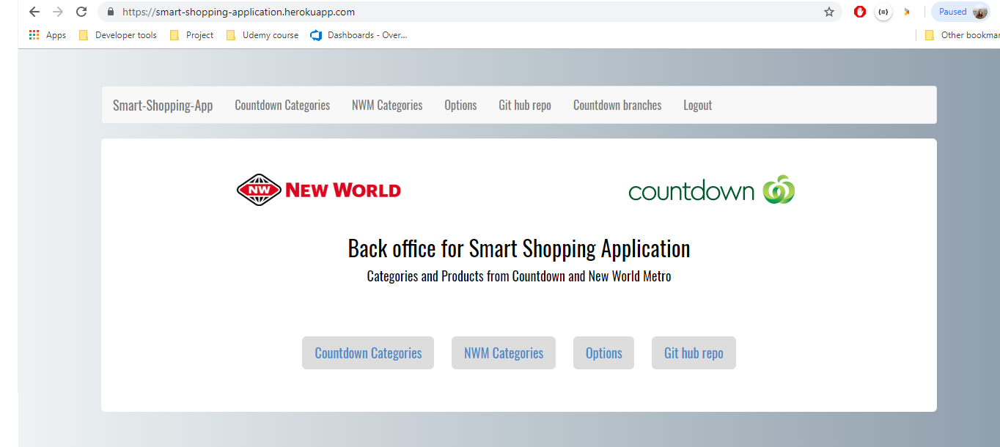 https://smart-shopping-application.herokuapp.com Paused
Apps Developer tools Project Udemy course Dashboards - Over... Other bookmar
Smart-Shopping-App Countdown Categories NWM Categories Options Git hub repo Countdown branches Logout
NW NEW WORLD countdown
Back office for Smart Shopping Application
Categories and Products from Countdown and New World Metro
Countdown Categories NWM Categories Options Git hub repo